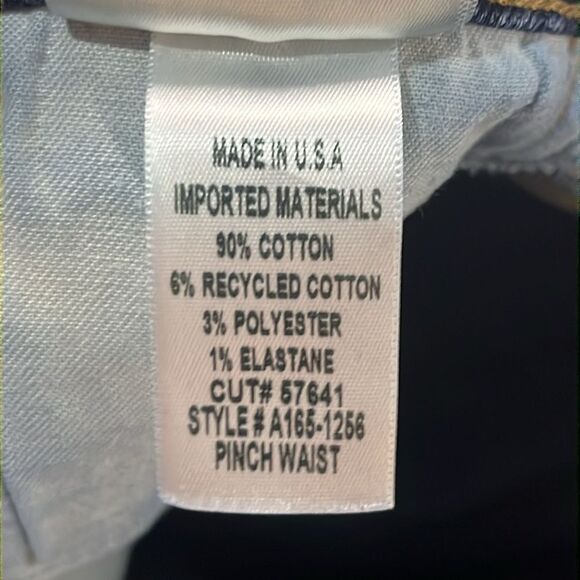 MADE IN U.S.A
IMPORTED MATERIALS
90% COTTON
6% RECYCLED COTTON
3% POLYESTER
1% ELASTANE
CUT# 57641
STYLE # A165-1256
PINCH WAIST